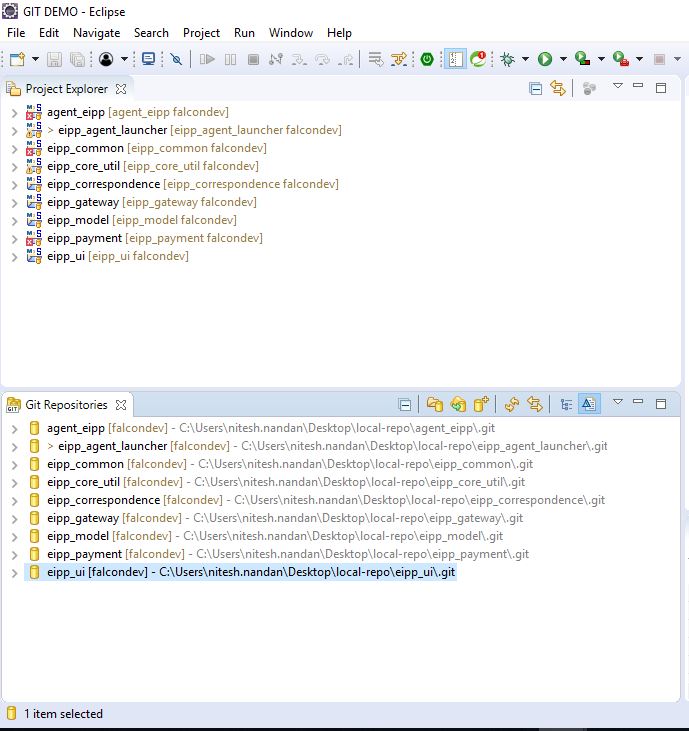 GIT DEMO - Eclipse
File Edit Navigate Search Project Run Window Help
Project Explorer
agent_eipp [agent_eipp falcondev]
> eipp_agent_launcher [eipp_agent_launcher falcondev]
eipp_common [eipp_common falcondev]
eipp_core_util [eipp_core_util falcondev]
eipp_correspondence [eipp_correspondence falcondev]
eipp_gateway [eipp_gateway falcondev]
eipp_model [eipp_model falcondev]
eipp_payment [eipp_payment falcondev]
eipp_ui [eipp_ui falcondev]
Git Repositories
agent_eipp [falcondev] - C:\Users\nitesh.nandan\Desktop\local-repo\agent_eipp\.git
> eipp_agent_launcher [falcondev] - C:\Users\nitesh.nandan\Desktop\local-repo\eipp_agent_launcher\.git
eipp_common [falcondev] - C:\Users\nitesh.nandan\Desktop\local-repo\eipp_common\.git
eipp_core_util [falcondev] - C:\Users\nitesh.nandan\Desktop\local-repo\eipp_core_util\.git
eipp_correspondence [falcondev] - C:\Users\nitesh.nandan\Desktop\local-repo\eipp_correspondence\.git
eipp_gateway [falcondev] - C:\Users\nitesh.nandan\Desktop\local-repo\eipp_gateway\.git
eipp_model [falcondev] - C:\Users\nitesh.nandan\Desktop\local-repo\eipp_model\.git
eipp_payment [falcondev] - C:\Users\nitesh.nandan\Desktop\local-repo\eipp_payment\.git
eipp_ui [falcondev] - C:\Users\nitesh.nandan\Desktop\local-repo\eipp_ui\.git
1 item selected